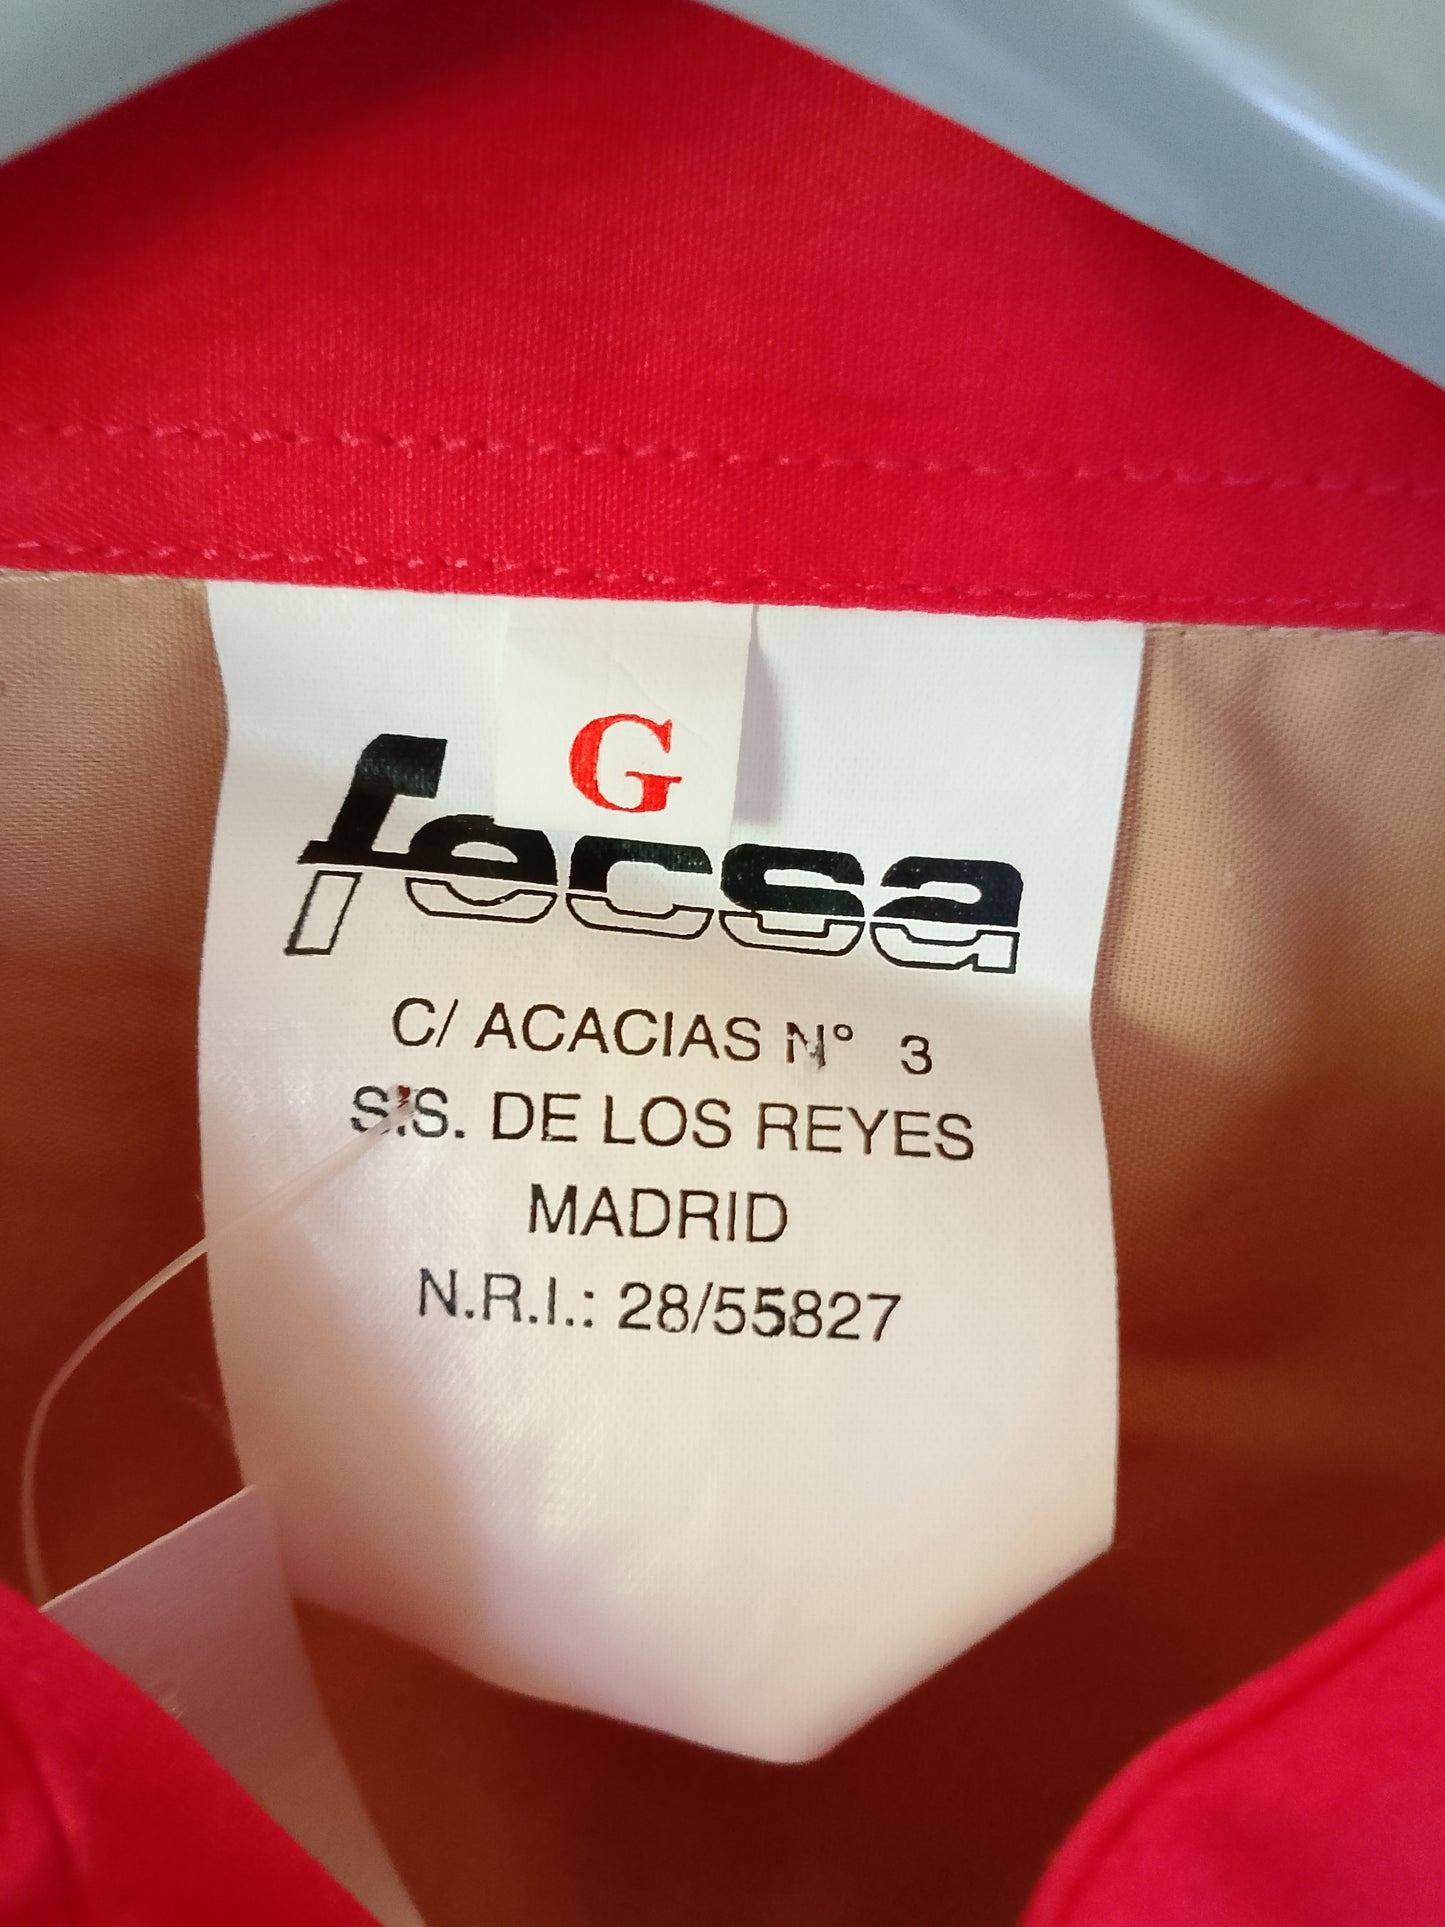 G
fecsa
C/ ACACIAS Nº 3
S.S. DE LOS REYES
MADRID
N.R.I.: 28/55827